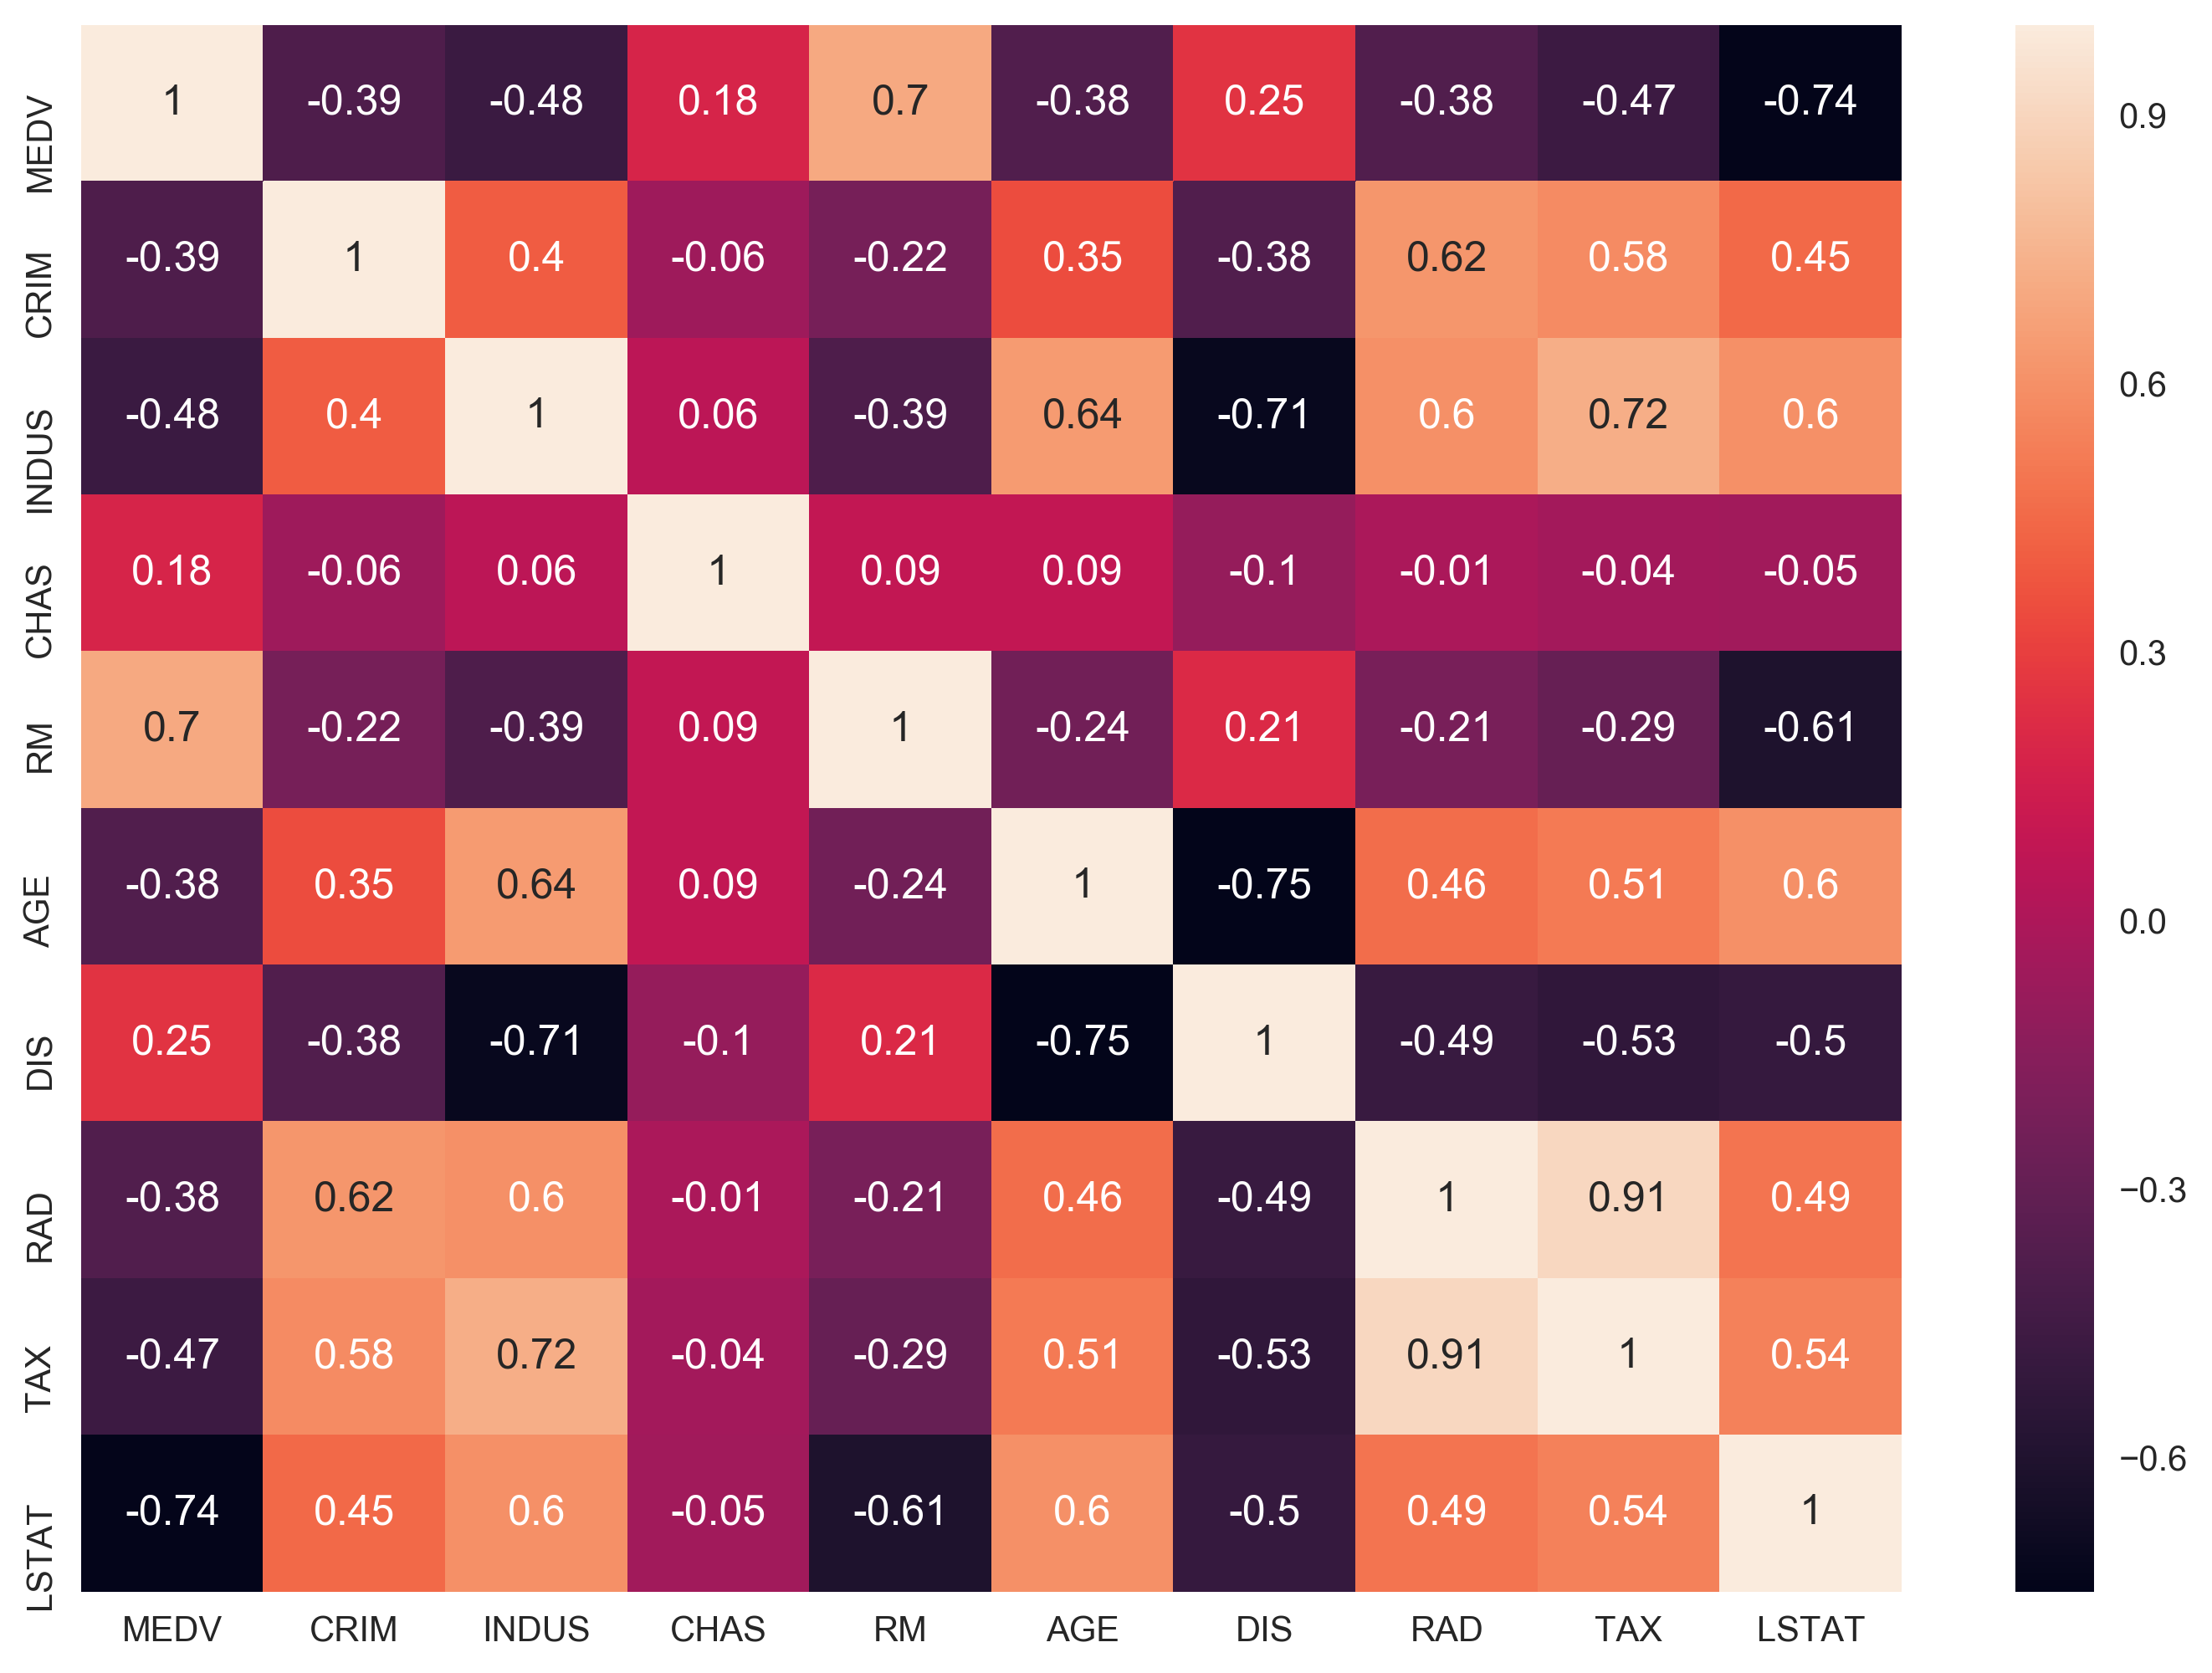 MEDV 1 -0.39 -0.48 0.18 0.7 -0.38 0.25 -0.38 -0.47 -0.74
CRIM -0.39 1 0.4 -0.06 -0.22 0.35 -0.38 0.62 0.58 0.45
INDUS -0.48 0.4 1 0.06 -0.39 0.64 -0.71 0.6 0.72 0.6
CHAS 0.18 -0.06 0.06 1 0.09 0.09 -0.1 -0.01 -0.04 -0.05
RM 0.7 -0.22 -0.39 0.09 1 -0.24 0.21 -0.21 -0.29 -0.61
AGE -0.38 0.35 0.64 0.09 -0.24 1 -0.75 0.46 0.51 0.6
DIS 0.25 -0.38 -0.71 -0.1 0.21 -0.75 1 -0.49 -0.53 -0.5
RAD -0.38 0.62 0.6 -0.01 -0.21 0.46 -0.49 1 0.91 0.49
TAX -0.47 0.58 0.72 -0.04 -0.29 0.51 -0.53 0.91 1 0.54
LSTAT -0.74 0.45 0.6 -0.05 -0.61 0.6 -0.5 0.49 0.54 1
MEDV CRIM INDUS CHAS RM AGE DIS RAD TAX LSTAT
0.9
0.6
0.3
0.0
−0.3
−0.6